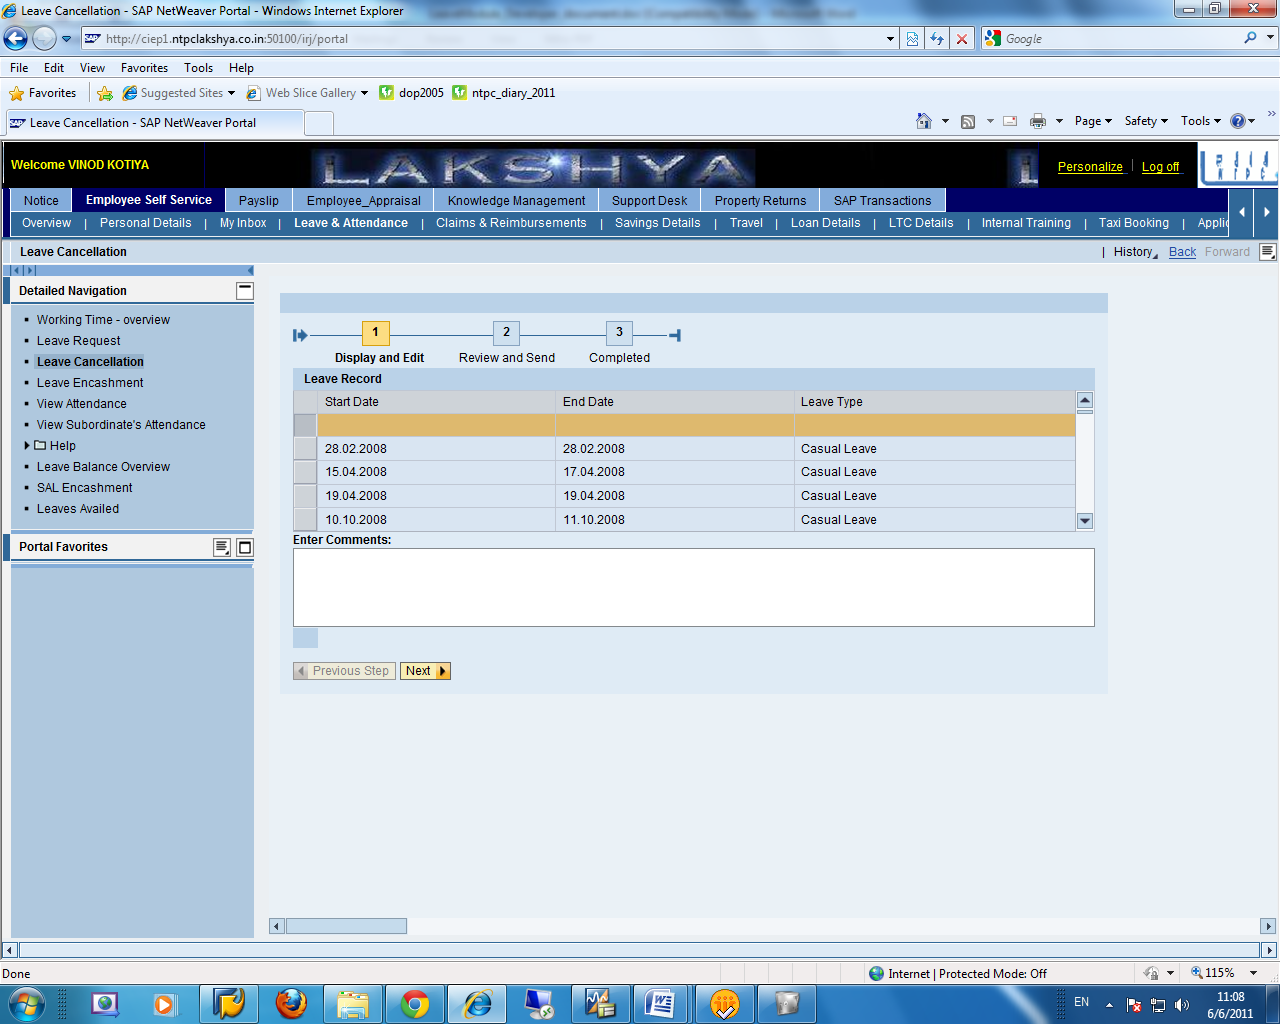 Leave Cancellation - SAP NetWeaver Portal - Windows Internet Explorer
http://ciep1.ntpclakshya.co.in:50100/irj/portal
Google
File Edit View Favorites Tools Help
Favorites Suggested Sites Web Slice Gallery dop2005 ntpc_diary_2011
Leave Cancellation - SAP NetWeaver Portal
Page Safety Tools
Welcome VINOD KOTIYA
LAKSHYA
L
Personalize Log off
Notice Employee Self Service Payslip Employee_Appraisal Knowledge Management Support Desk Property Returns SAP Transactions
Overview | Personal Details | My Inbox | Leave & Attendance | Claims & Reimbursements | Savings Details | Travel | Loan Details | LTC Details | Internal Training | Taxi Booking | Applic
Leave Cancellation
| History Back Forward
Detailed Navigation
Working Time - overview
Leave Request
Leave Cancellation
Leave Encashment
View Attendance
View Subordinate's Attendance
Help
Leave Balance Overview
SAL Encashment
Leaves Availed
Portal Favorites
1 2 3
Display and Edit Review and Send Completed
Leave Record
Start Date End Date Leave Type
28.02.2008 28.02.2008 Casual Leave
15.04.2008 17.04.2008 Casual Leave
19.04.2008 19.04.2008 Casual Leave
10.10.2008 11.10.2008 Casual Leave
Enter Comments:
Previous Step Next
Done
Internet | Protected Mode: Off
115%
EN
11:08
6/6/2011